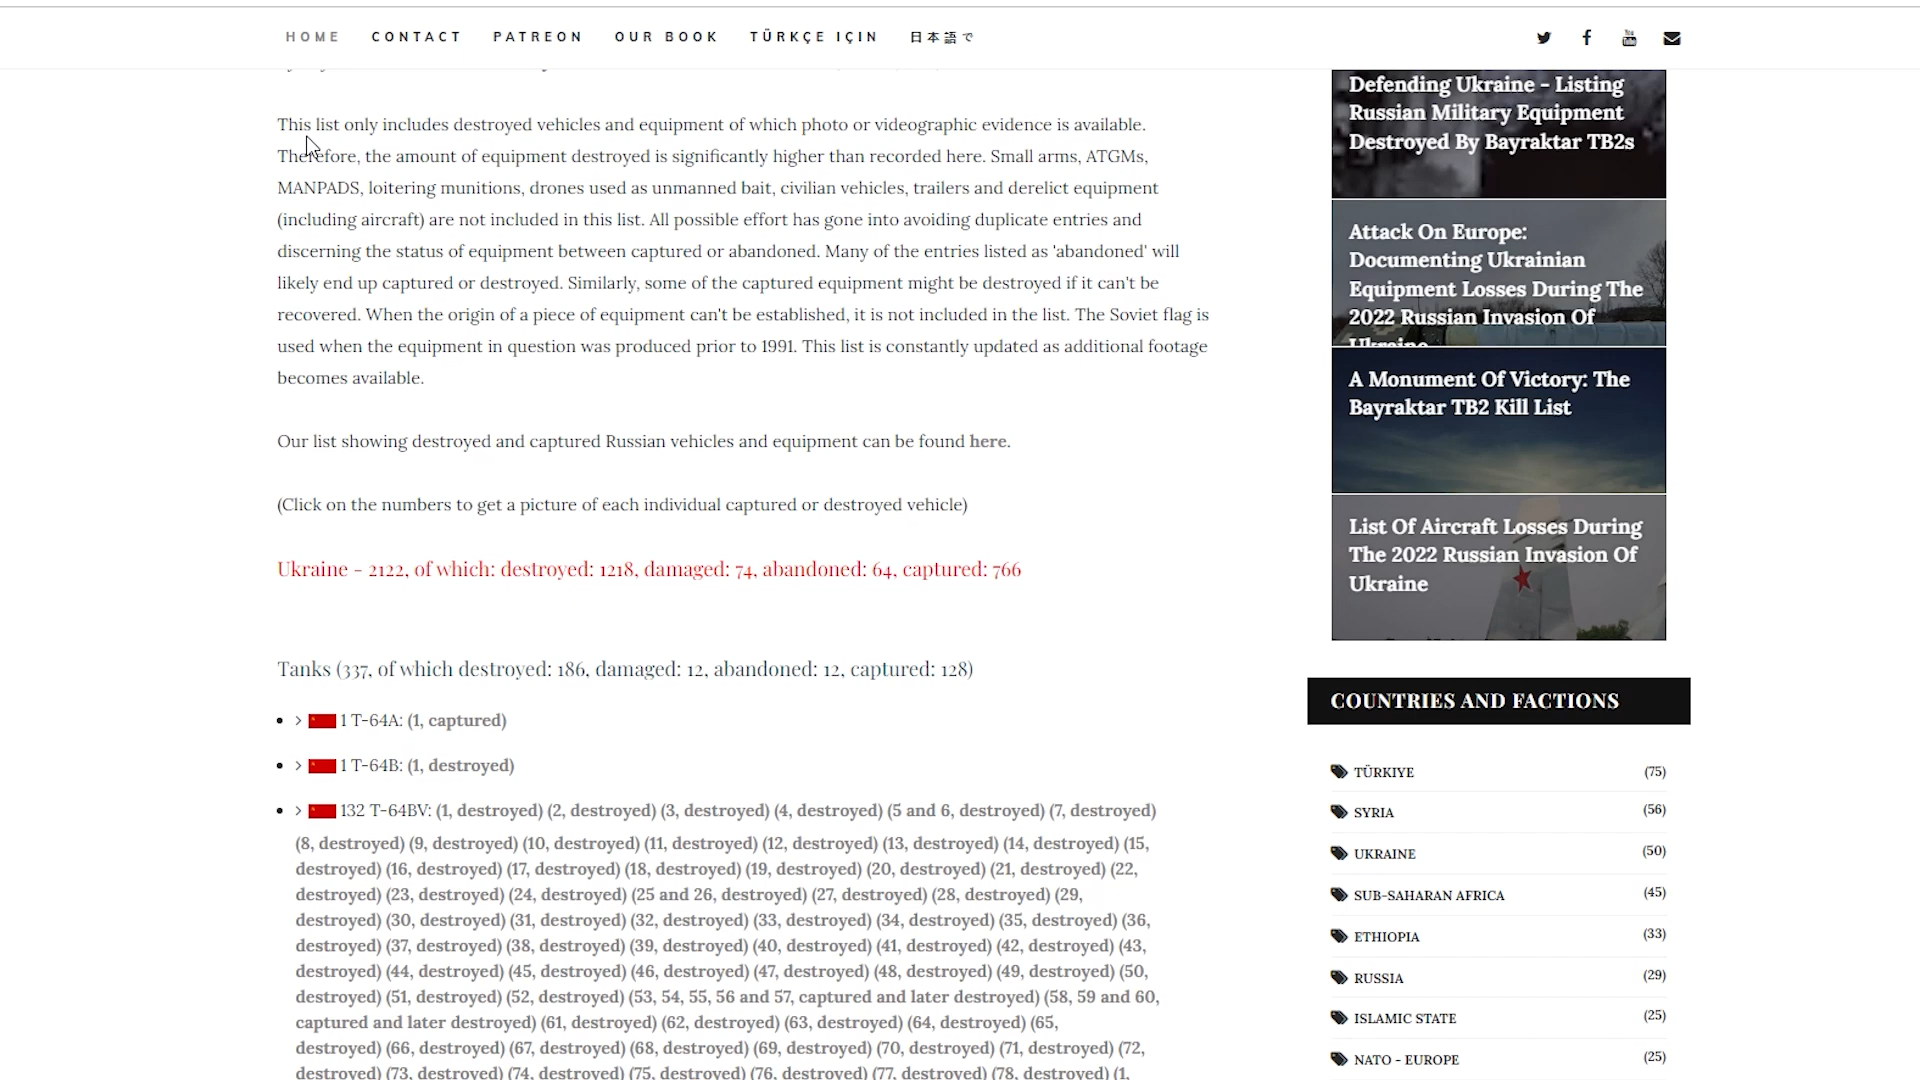 HOME CONTACT PATREON OUR BOOK TÜRKÇE IÇIN 日本語で
This list only includes destroyed vehicles and equipment of which photo or videographic evidence is available.
Therefore, the amount of equipment destroyed is significantly higher than recorded here. Small arms, ATGMs,
MANPADS, loitering munitions, drones used as unmanned bait, civilian vehicles, trailers and derelict equipment
(including aircraft) are not included in this list. All possible effort has gone into avoiding duplicate entries and
discerning the status of equipment between captured or abandoned. Many of the entries listed as 'abandoned' will
likely end up captured or destroyed. Similarly, some of the captured equipment might be destroyed if it can't be
recovered. When the origin of a piece of equipment can't be established, it is not included in the list. The Soviet flag is
used when the equipment in question was produced prior to 1991. This list is constantly updated as additional footage
becomes available.
Our list showing destroyed and captured Russian vehicles and equipment can be found here.
(Click on the numbers to get a picture of each individual captured or destroyed vehicle)
Ukraine - 2122, of which: destroyed: 1218, damaged: 74, abandoned: 64, captured: 766
Tanks (337, of which destroyed: 186, damaged: 12, abandoned: 12, captured: 128)
> 1 T-64A: (1, captured)
> 1 T-64B: (1, destroyed)
> 132 T-64BV: (1, destroyed) (2, destroyed) (3, destroyed) (4, destroyed) (5 and 6, destroyed) (7, destroyed)
(8, destroyed) (9, destroyed) (10, destroyed) (11, destroyed) (12, destroyed) (13, destroyed) (14, destroyed) (15,
destroyed) (16, destroyed) (17, destroyed) (18, destroyed) (19, destroyed) (20, destroyed) (21, destroyed) (22,
destroyed) (23, destroyed) (24, destroyed) (25 and 26, destroyed) (27, destroyed) (28, destroyed) (29,
destroyed) (30, destroyed) (31, destroyed) (32, destroyed) (33, destroyed) (34, destroyed) (35, destroyed) (36,
destroyed) (37, destroyed) (38, destroyed) (39, destroyed) (40, destroyed) (41, destroyed) (42, destroyed) (43,
destroyed) (44, destroyed) (45, destroyed) (46, destroyed) (47, destroyed) (48, destroyed) (49, destroyed) (50,
destroyed) (51, destroyed) (52, destroyed) (53, 54, 55, 56 and 57, captured and later destroyed) (58, 59 and 60,
captured and later destroyed) (61, destroyed) (62, destroyed) (63, destroyed) (64, destroyed) (65,
destroyed) (66, destroyed) (67, destroyed) (68, destroyed) (69, destroyed) (70, destroyed) (71, destroyed) (72,
destroyed) (73, destroyed) (74, destroyed) (75, destroyed) (76, destroyed) (77, destroyed) (78, destroyed) (1,
Defending Ukraine - Listing
Russian Military Equipment
Destroyed By Bayraktar TB2s
Attack On Europe:
Documenting Ukrainian
Equipment Losses During The
2022 Russian Invasion Of
Ukraine
A Monument Of Victory: The
Bayraktar TB2 Kill List
List Of Aircraft Losses During
The 2022 Russian Invasion Of
Ukraine
COUNTRIES AND FACTIONS
TÜRKIYE (75)
SYRIA (56)
UKRAINE (50)
SUB-SAHARAN AFRICA (45)
ETHIOPIA (33)
RUSSIA (29)
ISLAMIC STATE (25)
NATO - EUROPE (25)